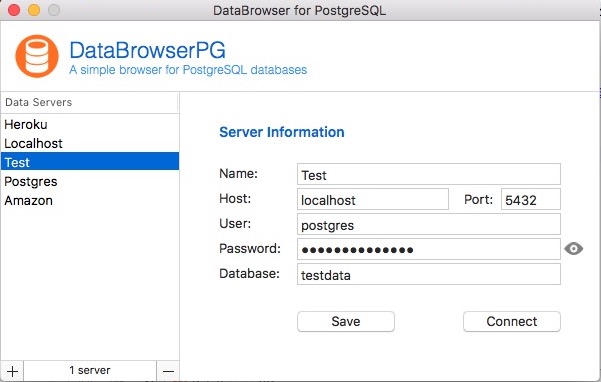 DataBrowser for PostgreSQL
DataBrowserPG
A simple browser for PostgreSQL databases
Data Servers
Heroku
Localhost
Test
Postgres
Amazon
1 server
Server Information
Name: Test
Host: localhost Port: 5432
User: postgres
Password: ●●●●●●●●●●●●●●
Database: testdata
Save Connect